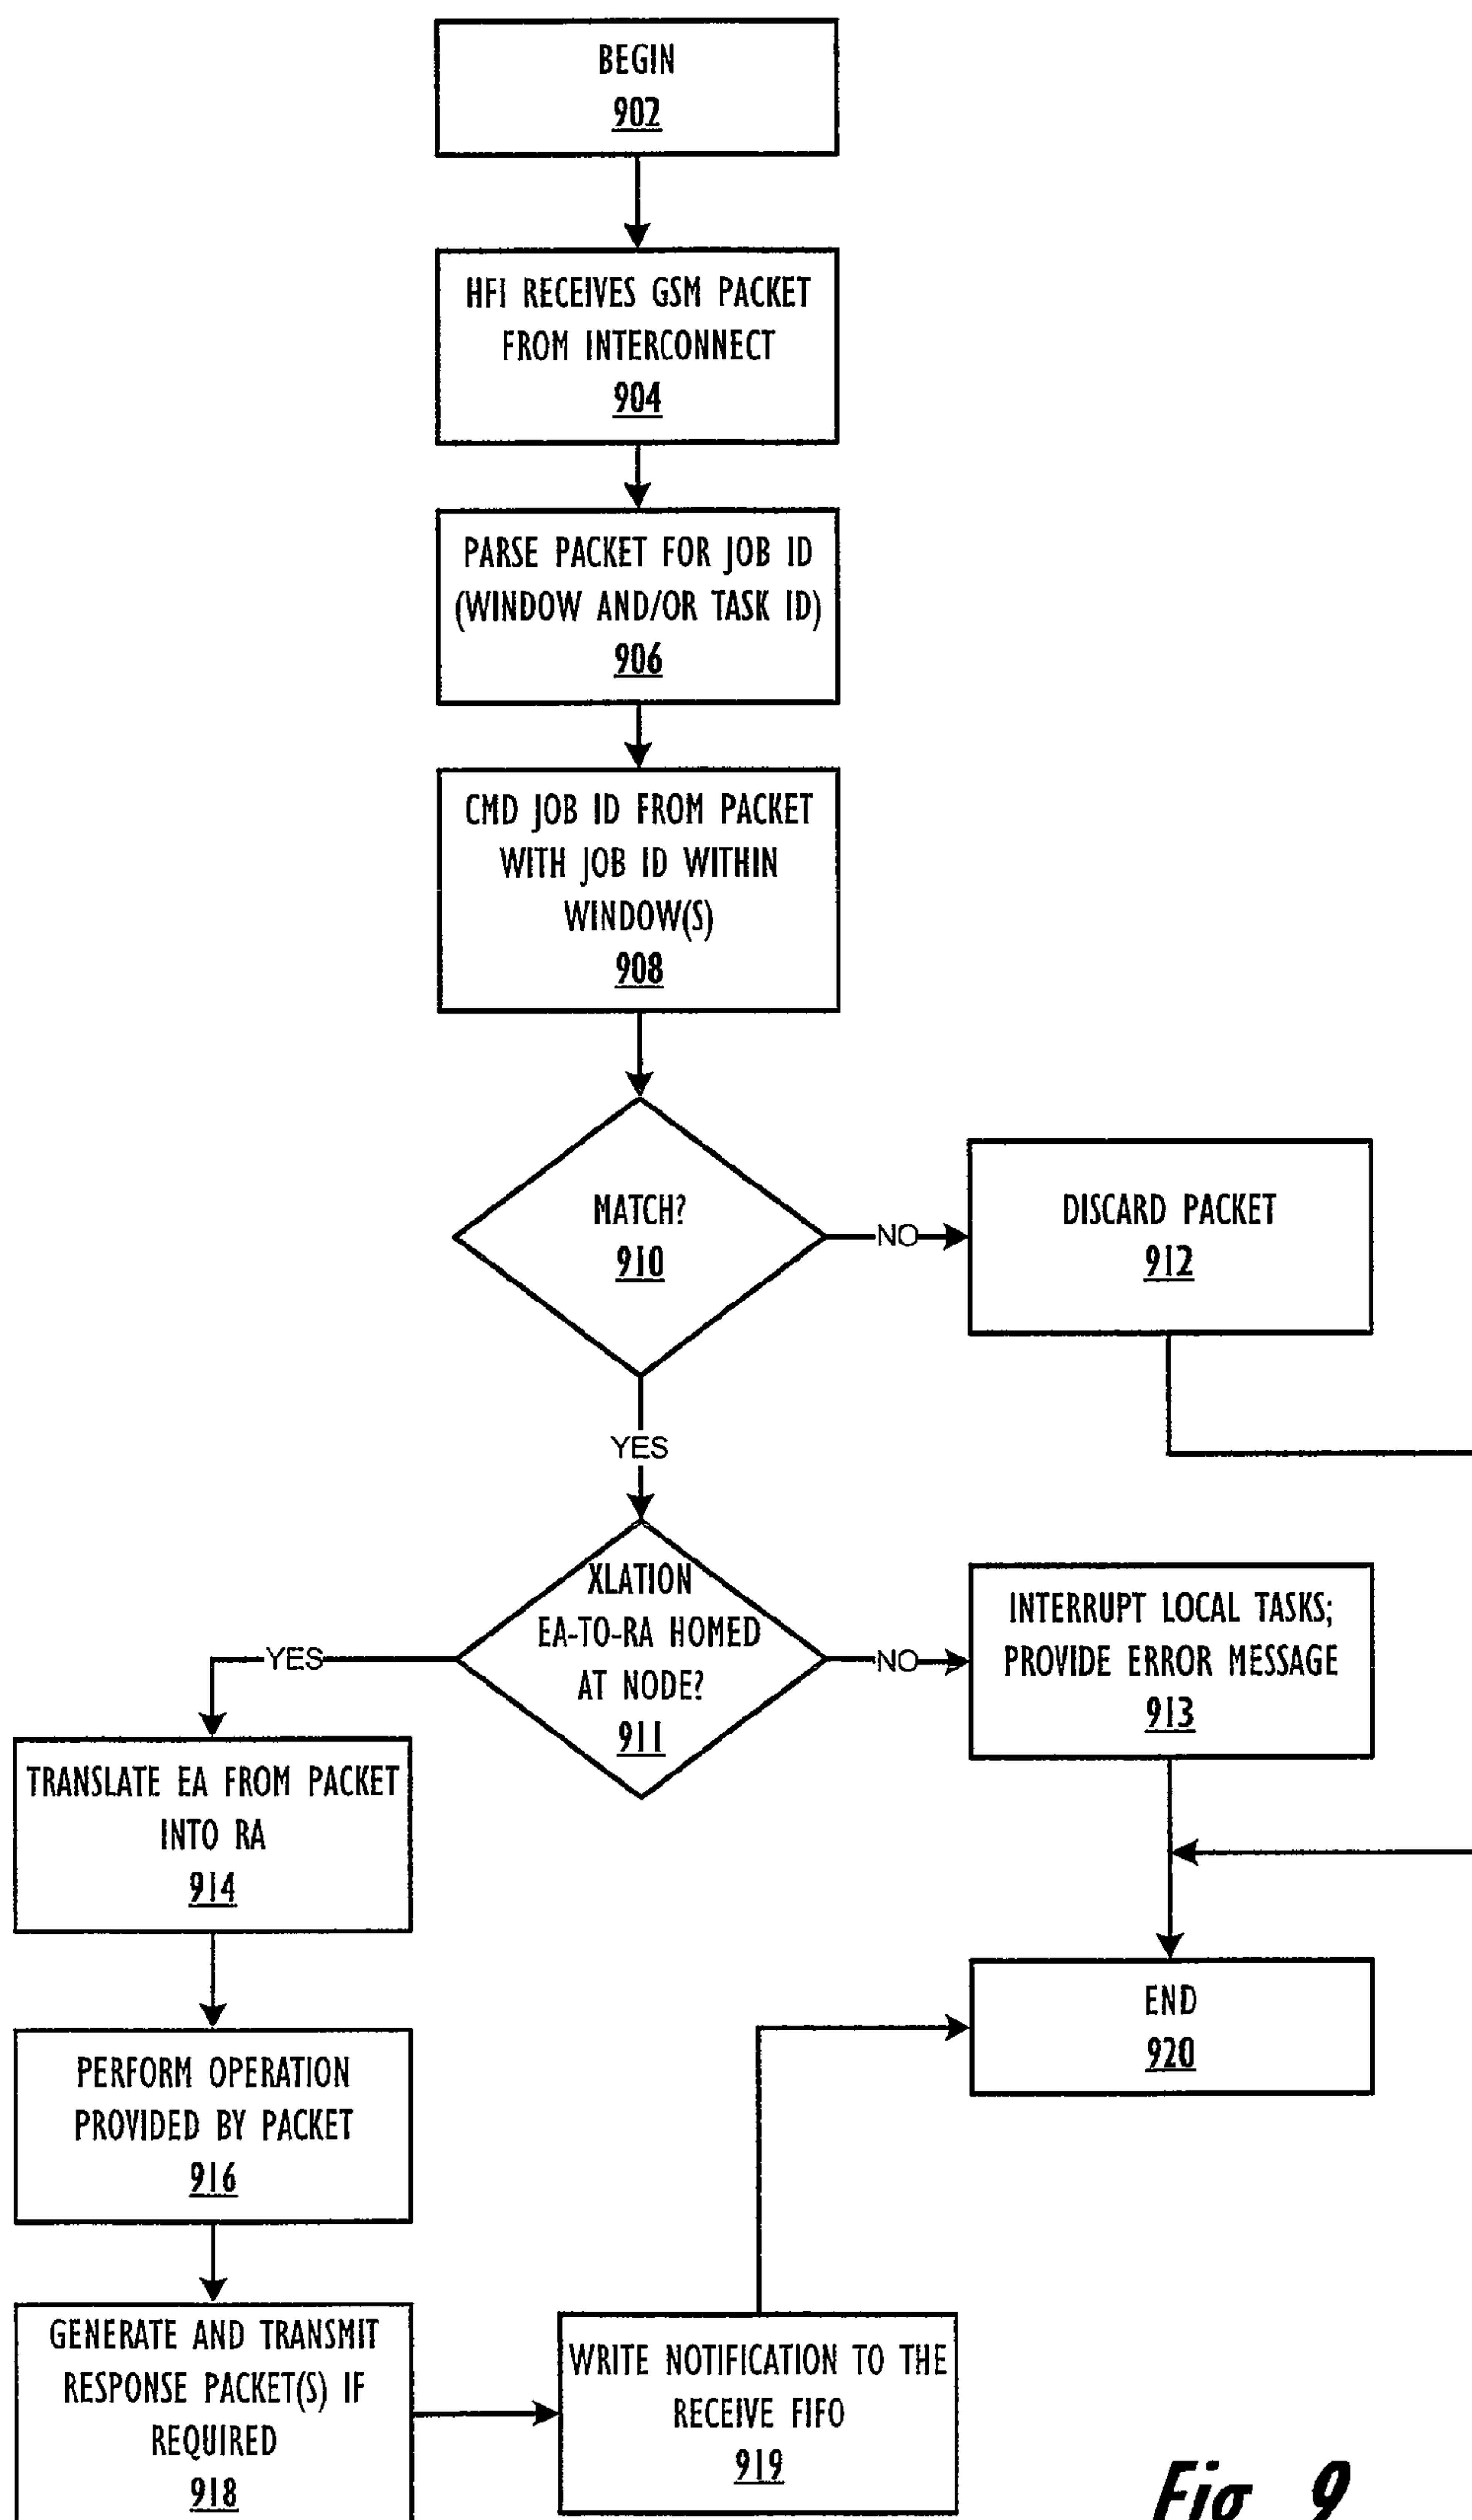 BEGIN
902
HFI RECEIVES GSM PACKET
FROM INTERCONNECT
904
PARSE PACKET FOR JOB ID
(WINDOW AND/OR TASK ID)
906
CMD JOB ID FROM PACKET
WITH JOB ID WITHIN
WINDOW(S)
908
MATCH?
910
NO
DISCARD PACKET
912
YES
XLATION
EA-TO-RA HOMED
AT NODE?
911
NO
INTERRUPT LOCAL TASKS;
PROVIDE ERROR MESSAGE
913
YES
TRANSLATE EA FROM PACKET
INTO RA
914
END
920
PERFORM OPERATION
PROVIDED BY PACKET
916
GENERATE AND TRANSMIT
RESPONSE PACKET(S) IF
REQUIRED
918
WRITE NOTIFICATION TO THE
RECEIVE FIFO
919
Fig. 9